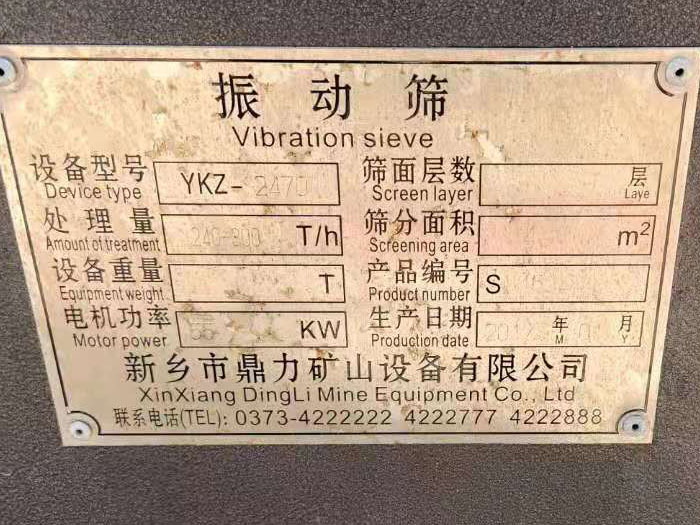 振动筛
Vibration sieve
设备型号 YKZ-2470 筛面层数 层
Device type Screen layer Laye
处理量 240-800 T/h 筛分面积 m²
Amount of treatment Screening area
设备重量 T 产品编号 S
Equipment weight Product number
电机功率 KW 生产日期 年 月
Motor power Production date M Y
新乡市鼎力矿山设备有限公司
XinXiang DingLi Mine Equipment Co., Ltd
联系电话(TEL): 0373-4222222 4222777 4222888